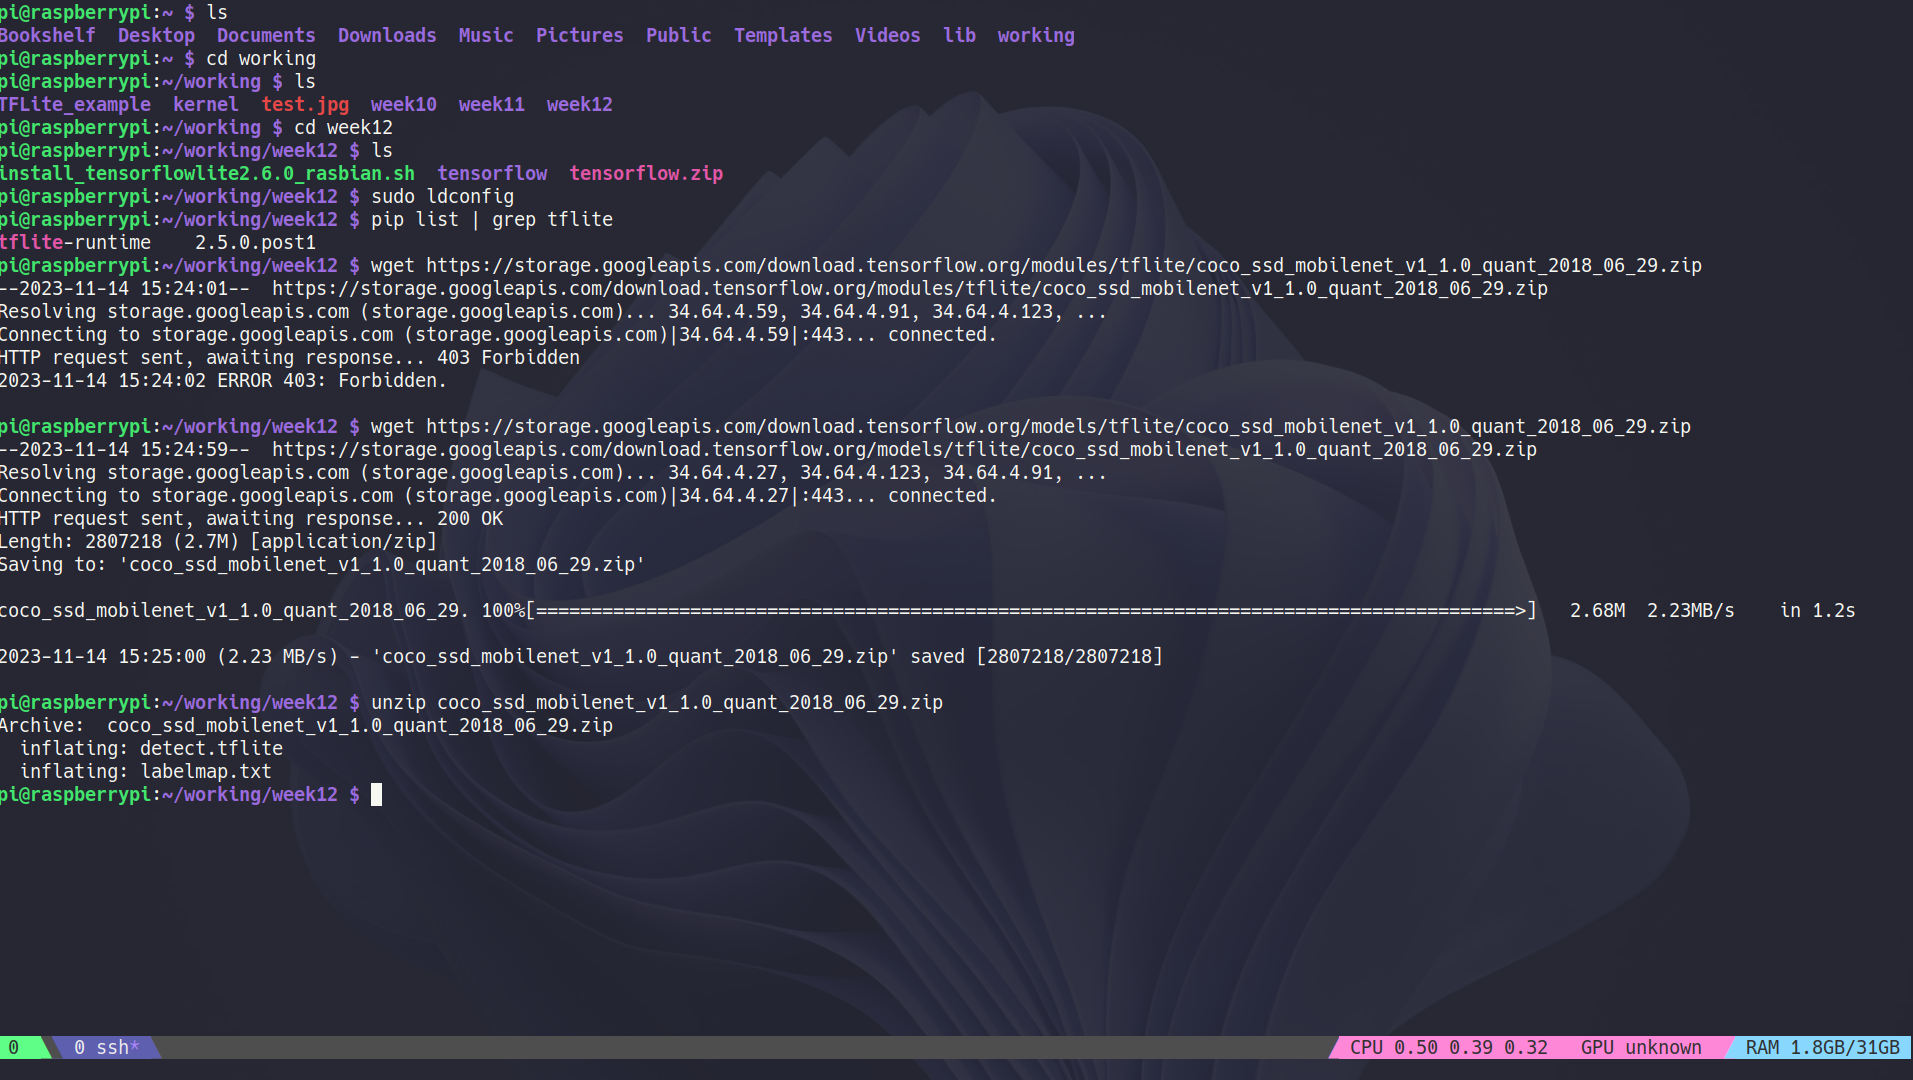 pi@raspberrypi:~ $ ls
Bookshelf  Desktop  Documents  Downloads  Music  Pictures  Public  Templates  Videos  lib  working
pi@raspberrypi:~ $ cd working
pi@raspberrypi:~/working $ ls
TFLite_example  kernel  test.jpg  week10  week11  week12
pi@raspberrypi:~/working $ cd week12
pi@raspberrypi:~/working/week12 $ ls
install_tensorflowlite2.6.0_rasbian.sh  tensorflow  tensorflow.zip
pi@raspberrypi:~/working/week12 $ sudo ldconfig
pi@raspberrypi:~/working/week12 $ pip list | grep tflite
tflite-runtime    2.5.0.post1
pi@raspberrypi:~/working/week12 $ wget https://storage.googleapis.com/download.tensorflow.org/modules/tflite/coco_ssd_mobilenet_v1_1.0_quant_2018_06_29.zip
--2023-11-14 15:24:01--  https://storage.googleapis.com/download.tensorflow.org/modules/tflite/coco_ssd_mobilenet_v1_1.0_quant_2018_06_29.zip
Resolving storage.googleapis.com (storage.googleapis.com)... 34.64.4.59, 34.64.4.91, 34.64.4.123, ...
Connecting to storage.googleapis.com (storage.googleapis.com)|34.64.4.59|:443... connected.
HTTP request sent, awaiting response... 403 Forbidden
2023-11-14 15:24:02 ERROR 403: Forbidden.
pi@raspberrypi:~/working/week12 $ wget https://storage.googleapis.com/download.tensorflow.org/models/tflite/coco_ssd_mobilenet_v1_1.0_quant_2018_06_29.zip
--2023-11-14 15:24:59--  https://storage.googleapis.com/download.tensorflow.org/models/tflite/coco_ssd_mobilenet_v1_1.0_quant_2018_06_29.zip
Resolving storage.googleapis.com (storage.googleapis.com)... 34.64.4.27, 34.64.4.123, 34.64.4.91, ...
Connecting to storage.googleapis.com (storage.googleapis.com)|34.64.4.27|:443... connected.
HTTP request sent, awaiting response... 200 OK
Length: 2807218 (2.7M) [application/zip]
Saving to: 'coco_ssd_mobilenet_v1_1.0_quant_2018_06_29.zip'
coco_ssd_mobilenet_v1_1.0_quant_2018_06_29. 100%[=========================================================================================>]   2.68M  2.23MB/s    in 1.2s
2023-11-14 15:25:00 (2.23 MB/s) - 'coco_ssd_mobilenet_v1_1.0_quant_2018_06_29.zip' saved [2807218/2807218]
pi@raspberrypi:~/working/week12 $ unzip coco_ssd_mobilenet_v1_1.0_quant_2018_06_29.zip
Archive:  coco_ssd_mobilenet_v1_1.0_quant_2018_06_29.zip
  inflating: detect.tflite
  inflating: labelmap.txt
pi@raspberrypi:~/working/week12 $
0  0 ssh*  CPU 0.50 0.39 0.32  GPU unknown  RAM 1.8GB/31GB